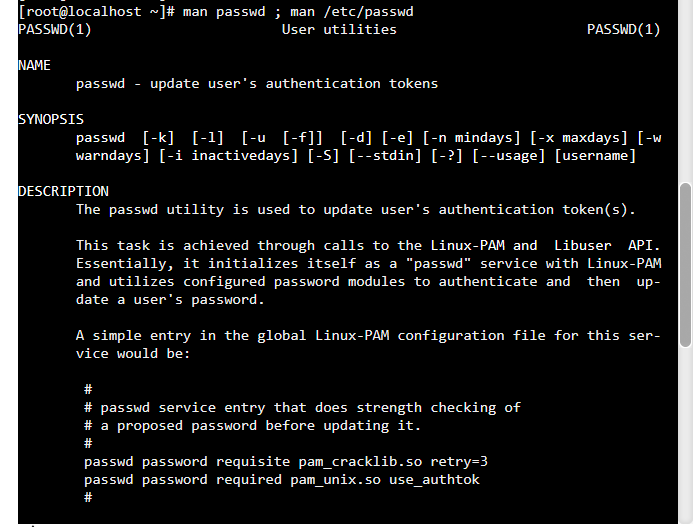 [root@localhost ~]# man passwd ; man /etc/passwd
PASSWD(1) User utilities PASSWD(1)
NAME
passwd - update user's authentication tokens
SYNOPSIS
passwd [-k] [-l] [-u [-f]] [-d] [-e] [-n mindays] [-x maxdays] [-w
warndays] [-i inactivedays] [-S] [--stdin] [-?] [--usage] [username]
DESCRIPTION
The passwd utility is used to update user's authentication token(s).
This task is achieved through calls to the Linux-PAM and Libuser API.
Essentially, it initializes itself as a "passwd" service with Linux-PAM
and utilizes configured password modules to authenticate and then up-
date a user's password.
A simple entry in the global Linux-PAM configuration file for this ser-
vice would be:
#
# passwd service entry that does strength checking of
# a proposed password before updating it.
#
passwd password requisite pam_cracklib.so retry=3
passwd password required pam_unix.so use_authtok
#